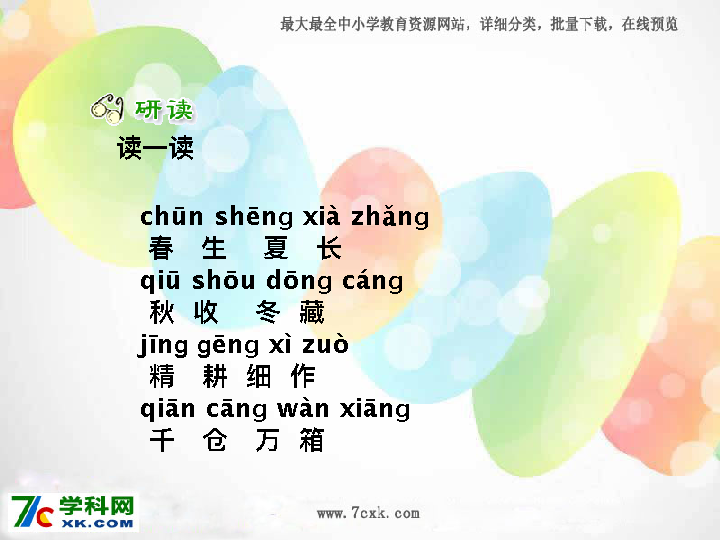 最大最全中小学教育资源网站，详细分类，批量下载，在线预览
研读
读一读
chūn shēng xià zhǎng
春 生 夏 长
qiū shōu dōng cáng
秋 收 冬 藏
jīng gēng xì zuò
精 耕 细 作
qiān cāng wàn xiāng
千 仓 万 箱
7c 学科网
XK.COM
www.7cxk.com